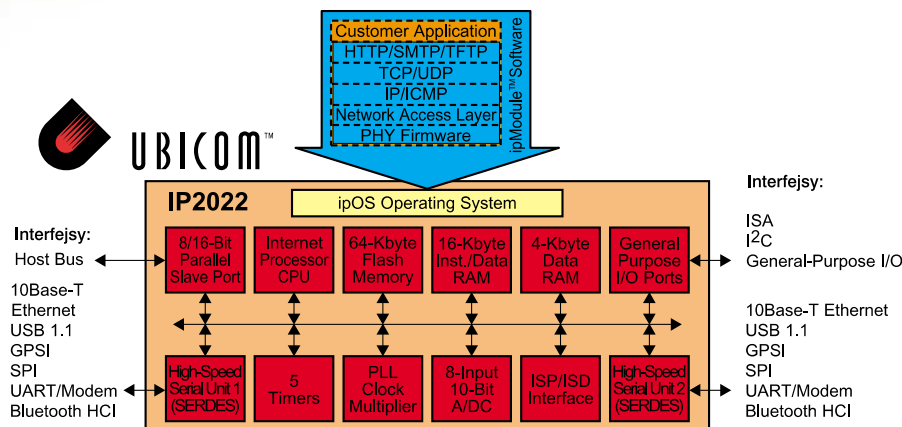 Customer Application
HTTP/SMTP/TFTP
TCP/UDP
IP/ICMP
Network Access Layer
PHY Firmware
ipModule™Software
UBICOM™
IP2022
ipOS Operating System
Interfejsy:
Host Bus
10Base-T
Ethernet
USB 1.1
GPSI
SPI
UART/Modem
Bluetooth HCI
8/16-Bit
Parallel
Slave Port
Internet
Processor
CPU
64-Kbyte
Flash
Memory
16-Kbyte
Inst./Data
RAM
4-Kbyte
Data
RAM
General
Purpose
I/O Ports
High-Speed
Serial Unit 1
(SERDES)
5
Timers
PLL
Clock
Multiplier
8-Input
10-Bit
A/DC
ISP/ISD
Interface
High-Speed
Serial Unit 2
(SERDES)
Interfejsy:
ISA
I²C
General-Purpose I/O
10Base-T Ethernet
USB 1.1
GPSI
SPI
UART/Modem
Bluetooth HCI